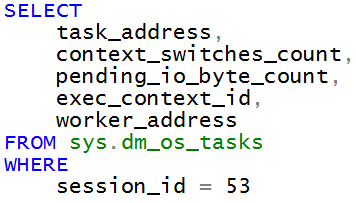 SELECT
    task_address,
    context_switches_count,
    pending_io_byte_count,
    exec_context_id,
    worker_address
FROM sys.dm_os_tasks
WHERE
    session_id = 53